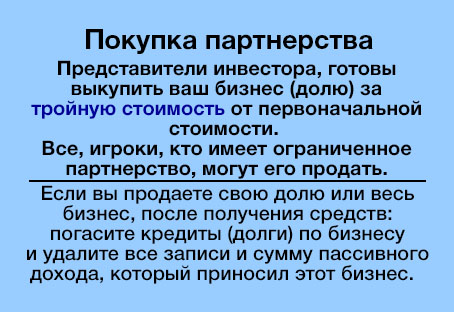 Покупка партнерства
Представители инвестора, готовы
выкупить ваш бизнес (долю) за
тройную стоимость от первоначальной
стоимости.
Все, игроки, кто имеет ограниченное
партнерство, могут его продать.
Если вы продаете свою долю или весь
бизнес, после получения средств:
погасите кредиты (долги) по бизнесу
и удалите все записи и сумму пассивного
дохода, который приносил этот бизнес.